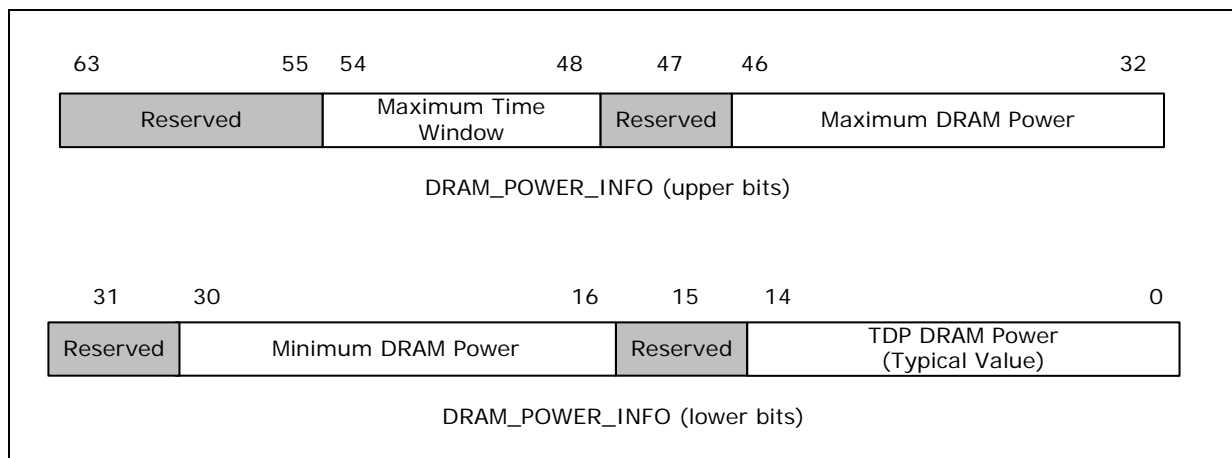 63 55 54 48 47 46 32
Reserved Maximum Time Window Reserved Maximum DRAM Power
DRAM_POWER_INFO (upper bits)
31 30 16 15 14 0
Reserved Minimum DRAM Power Reserved TDP DRAM Power (Typical Value)
DRAM_POWER_INFO (lower bits)